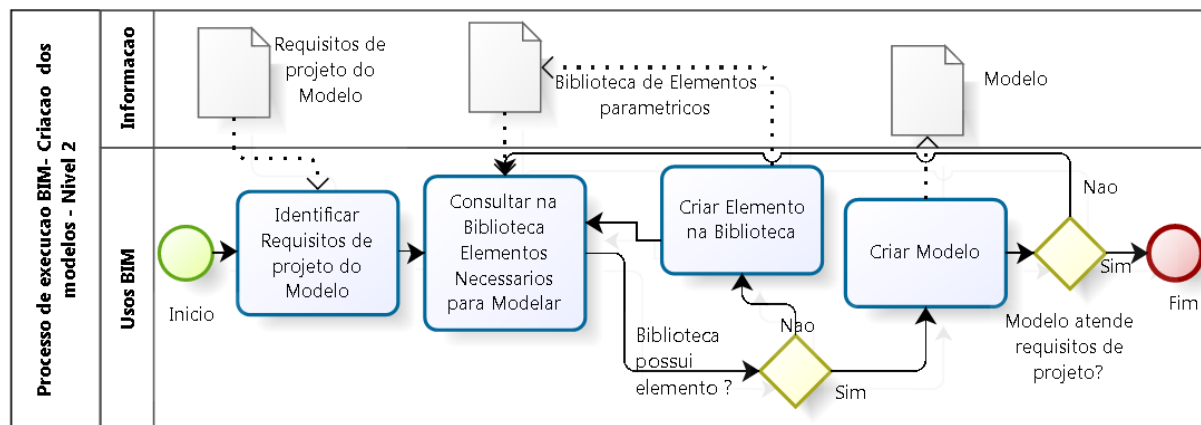 Processo de execucao BIM- Criacao dos
modelos - Nivel 2
Informacao
Requisitos de
projeto do
Modelo
Biblioteca de Elementos
parametricos
Modelo
Usos BIM
Inicio
Identificar
Requisitos de
projeto do
Modelo
Consultar na
Biblioteca
Elementos
Necessarios
para Modelar
Criar Elemento
na Biblioteca
Biblioteca
possui
elemento ?
Nao
Sim
Criar Modelo
Modelo atende
requisitos de
projeto?
Nao
Sim
Fim